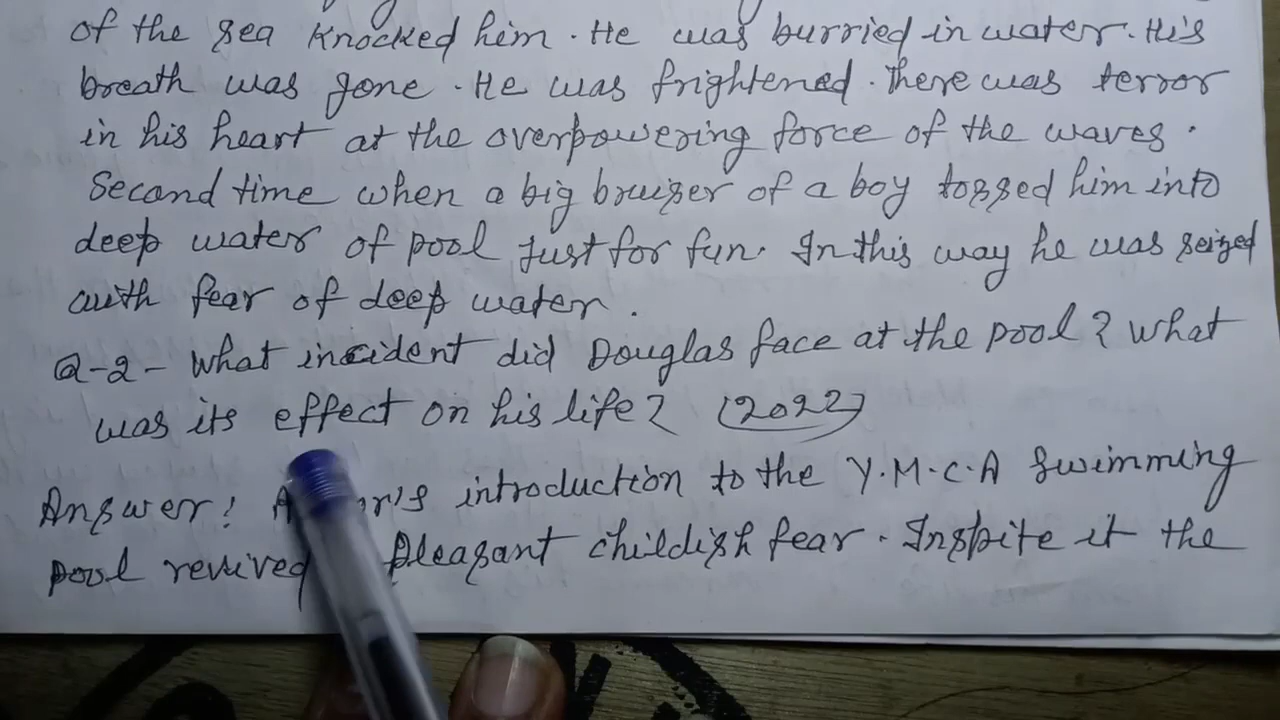 of the sea knocked him. He was burried in water. His
breath was gone. He was frightened. There was terror
in his heart at the overpowering force of the waves.
Second time when a big bruiser of a boy tossed him into
deep water of pool Just for fun. In this way he was seized
with fear of deep water.
Q-2- What incident did Douglas face at the pool? What
was its effect on his life? (2022)
Answer: introduction to the Y.M.C.A Swimming
pool revived pleasant childish fear. Inspite it the